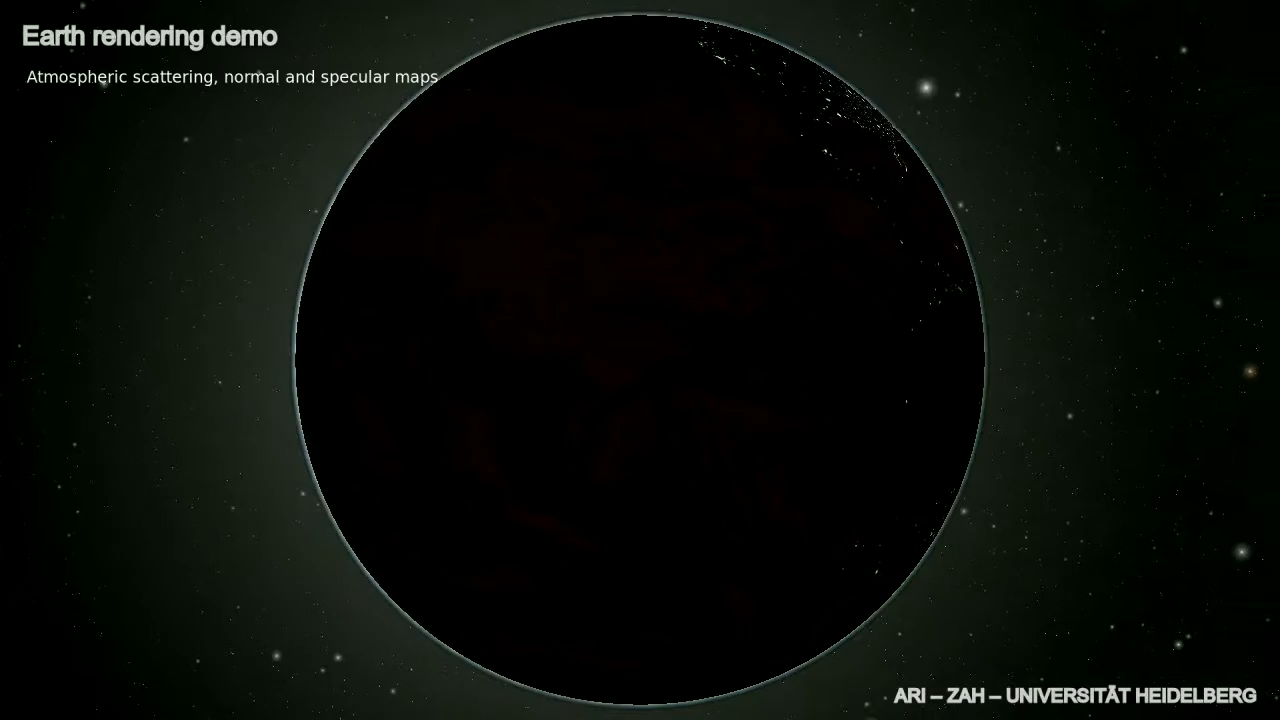 Earth rendering demo
Atmospheric scattering, normal and specular maps
ARI – ZAH – UNIVERSITÄT HEIDELBERG